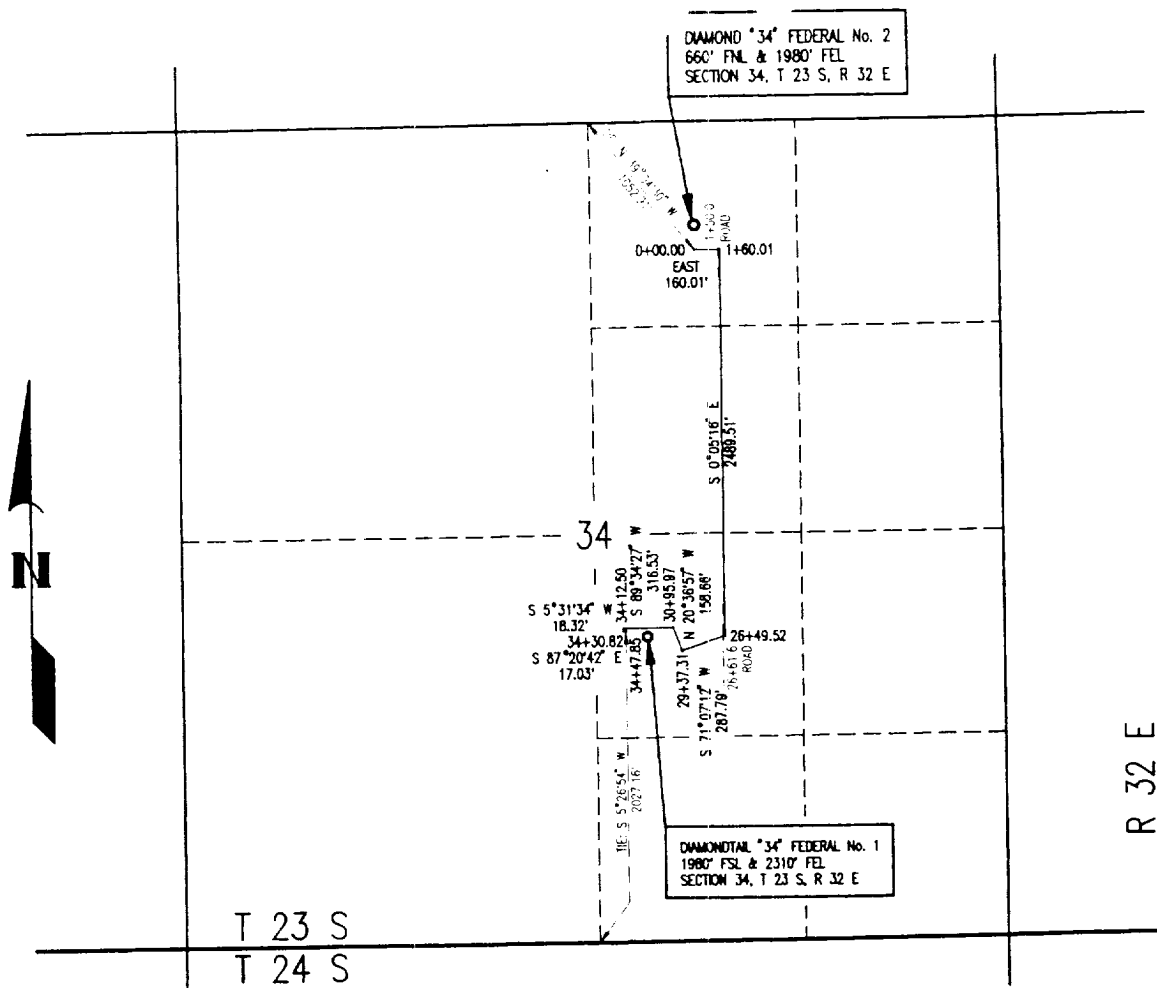 DIAMOND "34" FEDERAL No. 2
660' FNL & 1980' FEL
SECTION 34, T 23 S, R 32 E
ROAD
0+00.00
1+60.01
EAST
160.01'
S 0°05'16" E
2489.51'
N
34
S 89°34'27" W
316.53'
34+12.50
30+95.97
N 20°36'57" W
158.66'
S 5°31'34" W
18.32'
34+30.82
S 87°20'42" E
17.03'
34+47.85
29+37.31
26+49.52
26+61.6
ROAD
S 71°07'12" W
287.79'
TIE: S 5°26'54" W
2027.16'
DIAMONDTAIL "34" FEDERAL No. 1
1980' FSL & 2310' FEL
SECTION 34, T 23 S, R 32 E
R 32 E
T 23 S
T 24 S